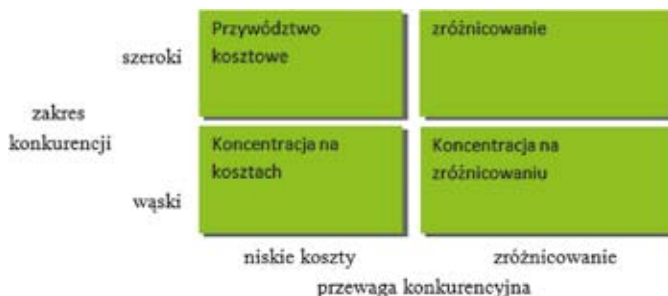 Przywództwo
kosztowe
zróżnicowanie
szeroki
zakres
konkurencji
Koncentracja na
kosztach
Koncentracja na
zróżnicowaniu
wąski
niskie koszty
zróżnicowanie
przewaga konkurencyjna